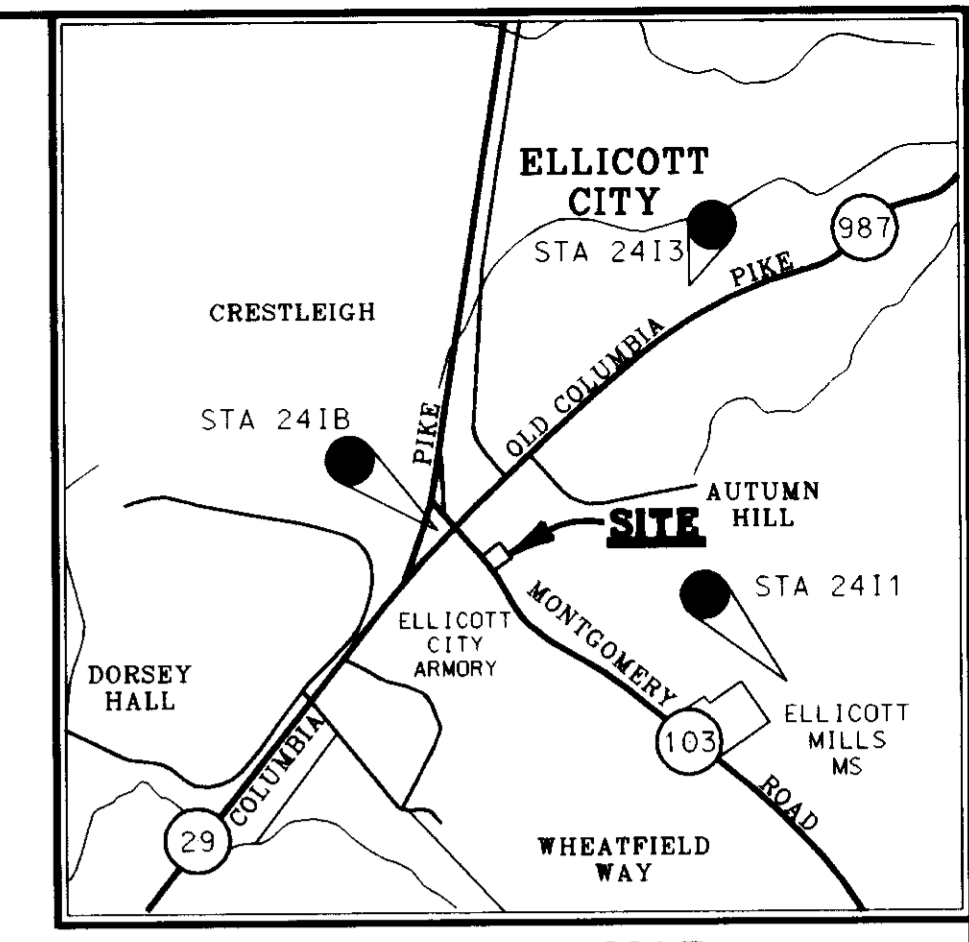 ELLICOTT
CITY
987
STA 24I3
PIKE
CRESTLEIGH
OLD COLUMBIA
STA 24IB
PIKE
AUTUMN
HILL
SITE
STA 24I1
MONTGOMERY
ELLICOTT
CITY
ARMORY
DORSEY
HALL
ELLICOTT
MILLS
MS
103
COLUMBIA
ROAD
29
WHEATFIELD
WAY